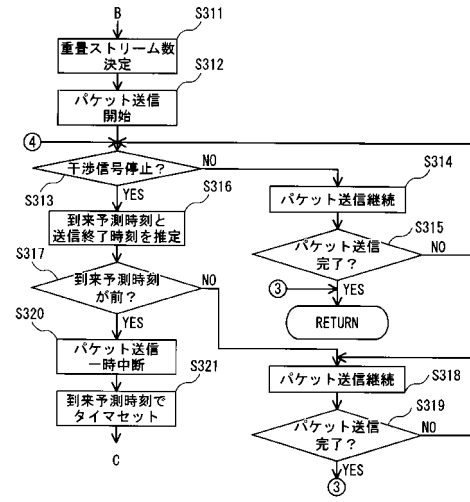 B
S311
重畳ストリーム数
決定
S312
パケット送信
開始
④
干渉信号停止?
NO
S313
YES
S316
S314
パケット送信継続
到来予測時刻と
送信終了時刻を推定
S315
パケット送信
完了?
NO
S317
到来予測時刻
が前?
NO
③
YES
RETURN
S320
YES
パケット送信
一時中断
S321
パケット送信継続
S318
到来予測時刻で
タイマセット
S319
パケット送信
完了?
NO
C
YES
③